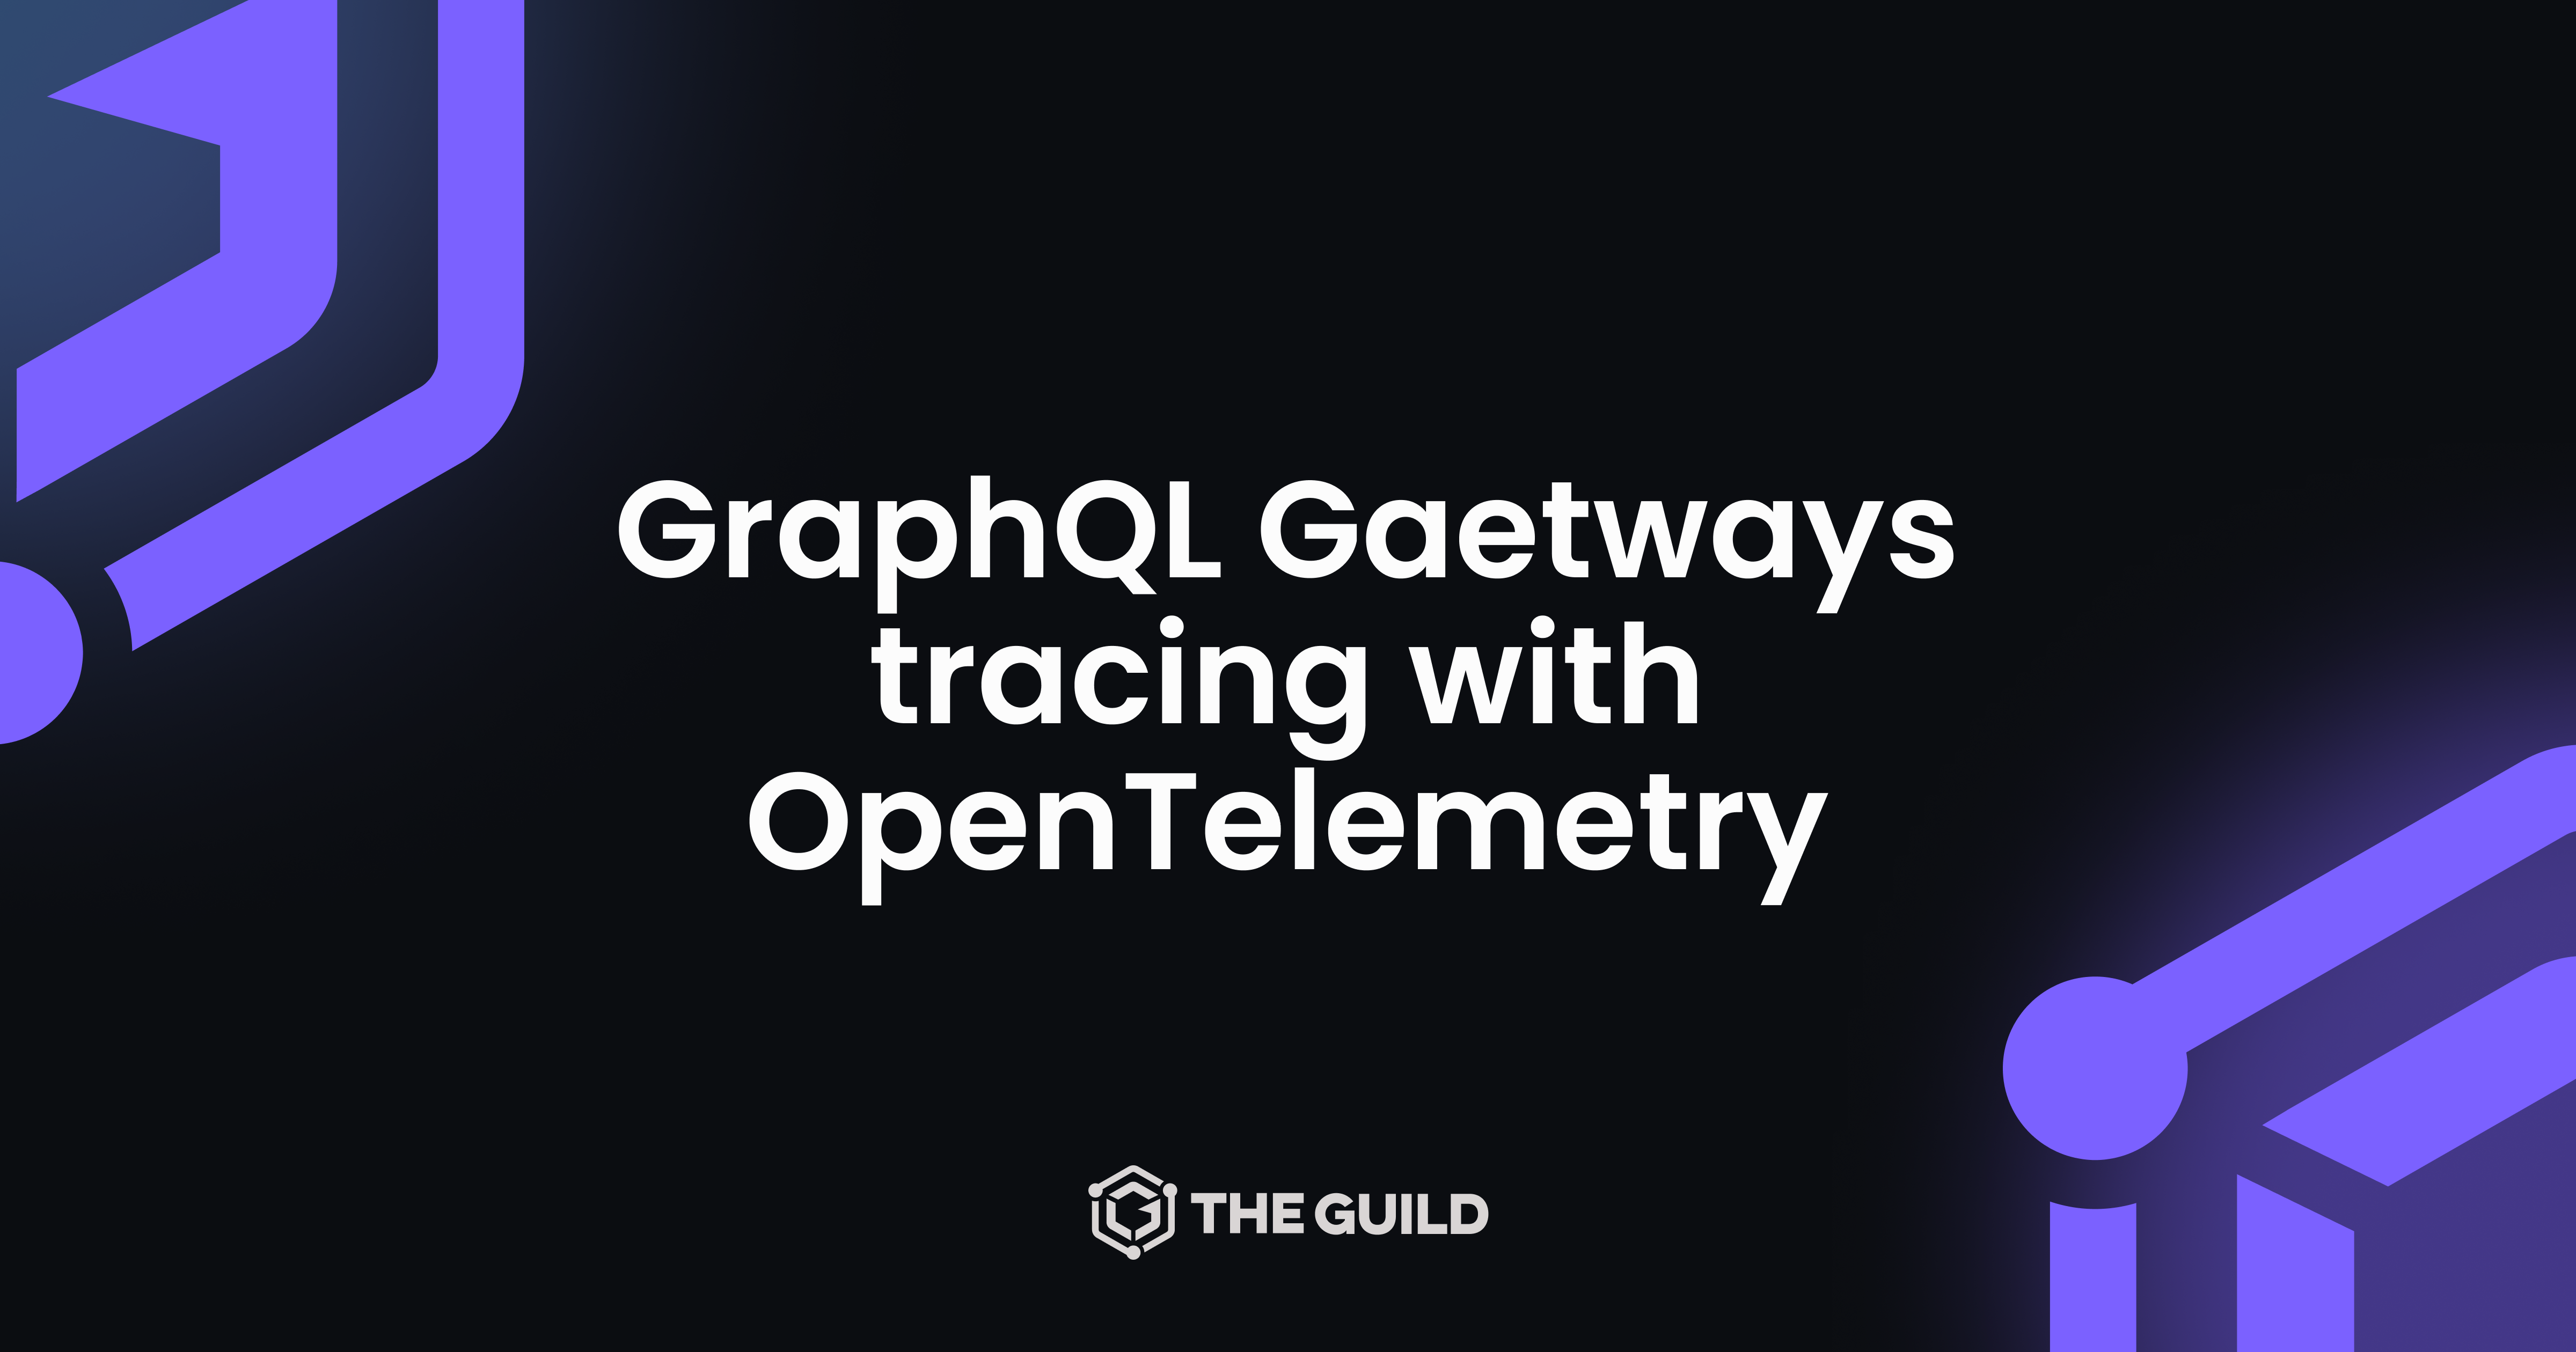 GraphQL Gaetways
tracing with
OpenTelemetry
THE GUILD